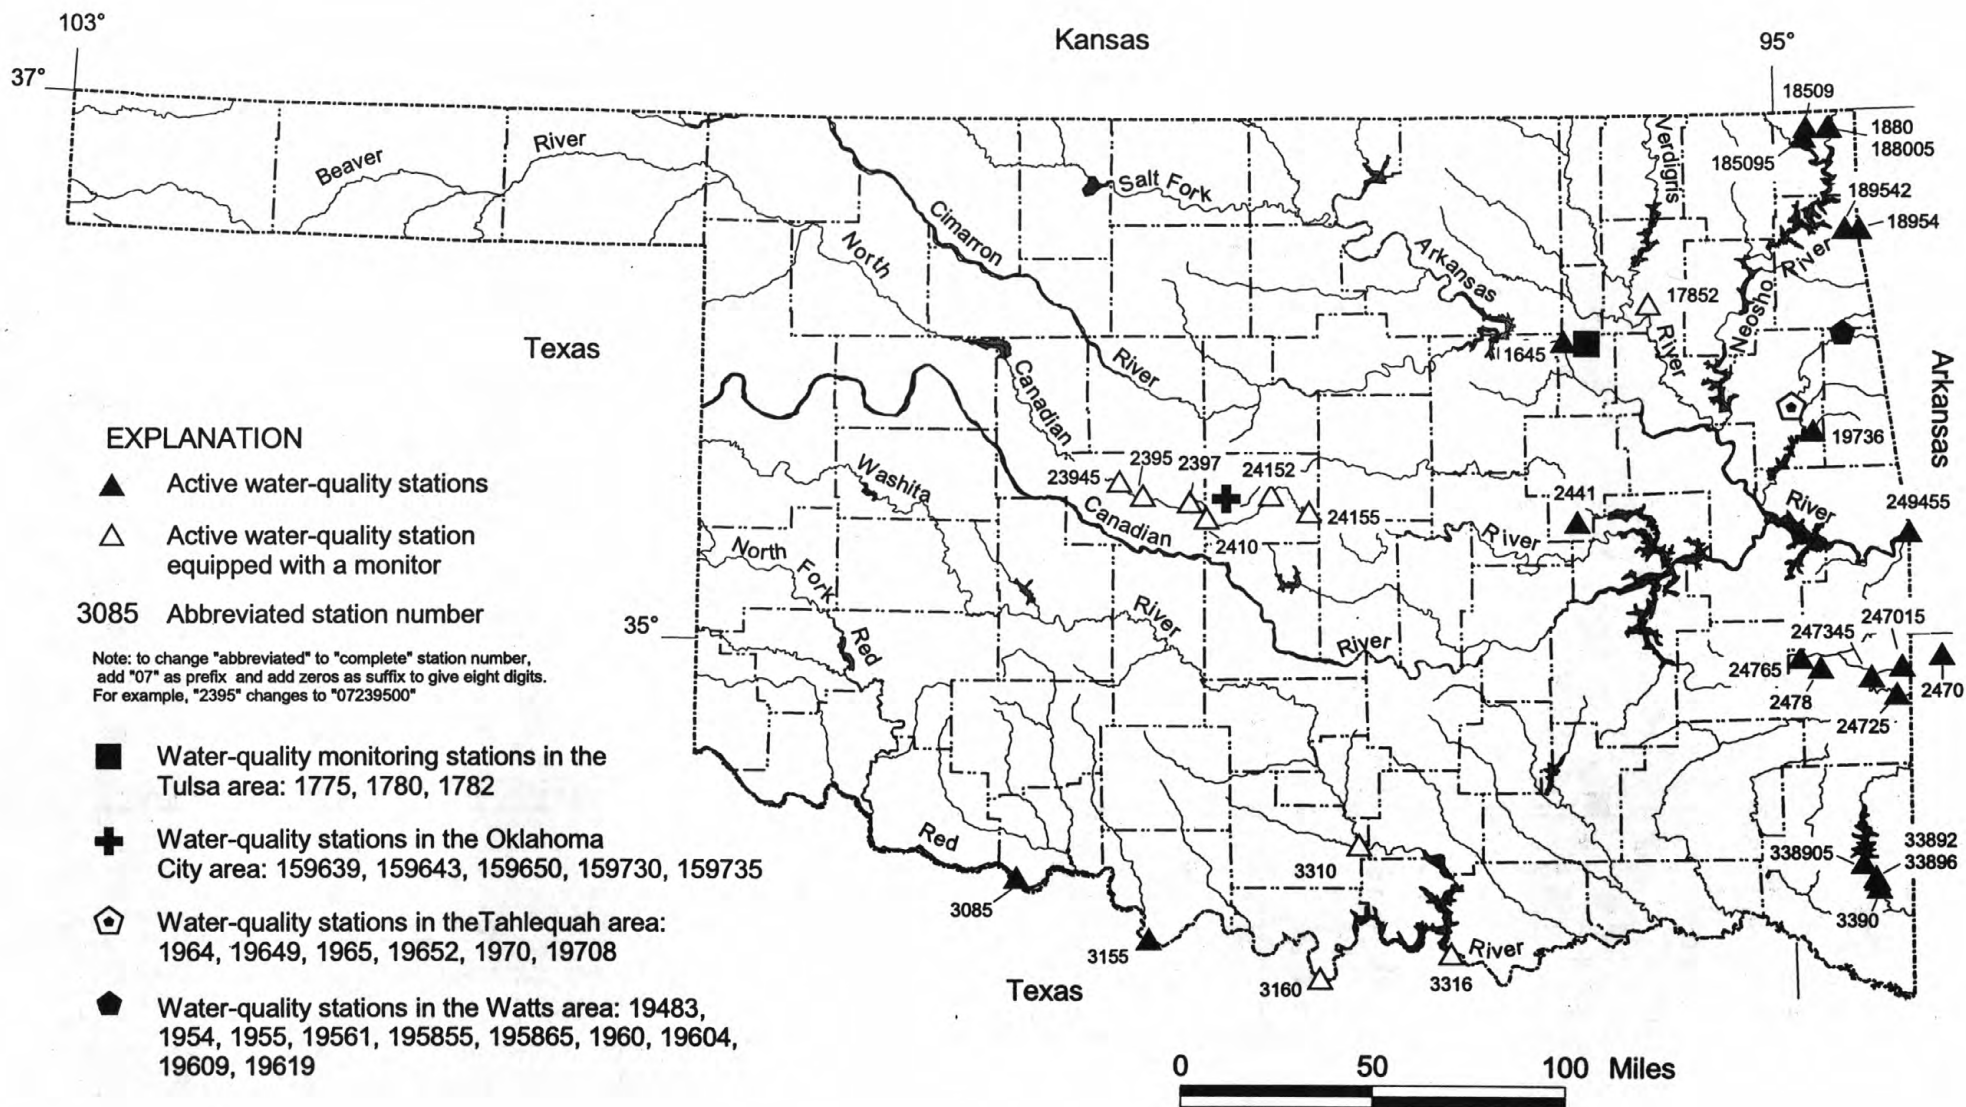 103°
Kansas
95°
37°
18509
1880
188005
185095
189542
18954
Verdigris
River
Beaver
River
Salt Fork
Cimarron
North
Arkansas
River
17852
Neosho
River
Texas
1645
River
Canadian
Arkansas
EXPLANATION
Active water-quality stations
Active water-quality station
equipped with a monitor
3085 Abbreviated station number
Note: to change "abbreviated" to "complete" station number,
add "07" as prefix and add zeros as suffix to give eight digits.
For example, "2395" changes to "07239500"
Water-quality monitoring stations in the
Tulsa area: 1775, 1780, 1782
Water-quality stations in the Oklahoma
City area: 159639, 159643, 159650, 159730, 159735
Water-quality stations in theTahlequah area:
1964, 19649, 1965, 19652, 1970, 19708
Water-quality stations in the Watts area: 19483,
1954, 1955, 19561, 195855, 195865, 1960, 19604,
19609, 19619
19736
Washita
23945
2395
2397
24152
2441
River
249455
Canadian
24155
2410
River
North
Fork
Red
35°
River
River
247015
247345
24765
2478
2470
24725
Red
3310
338905
33892
33896
3085
3390
3155
River
3160
3316
Texas
0 50 100 Miles